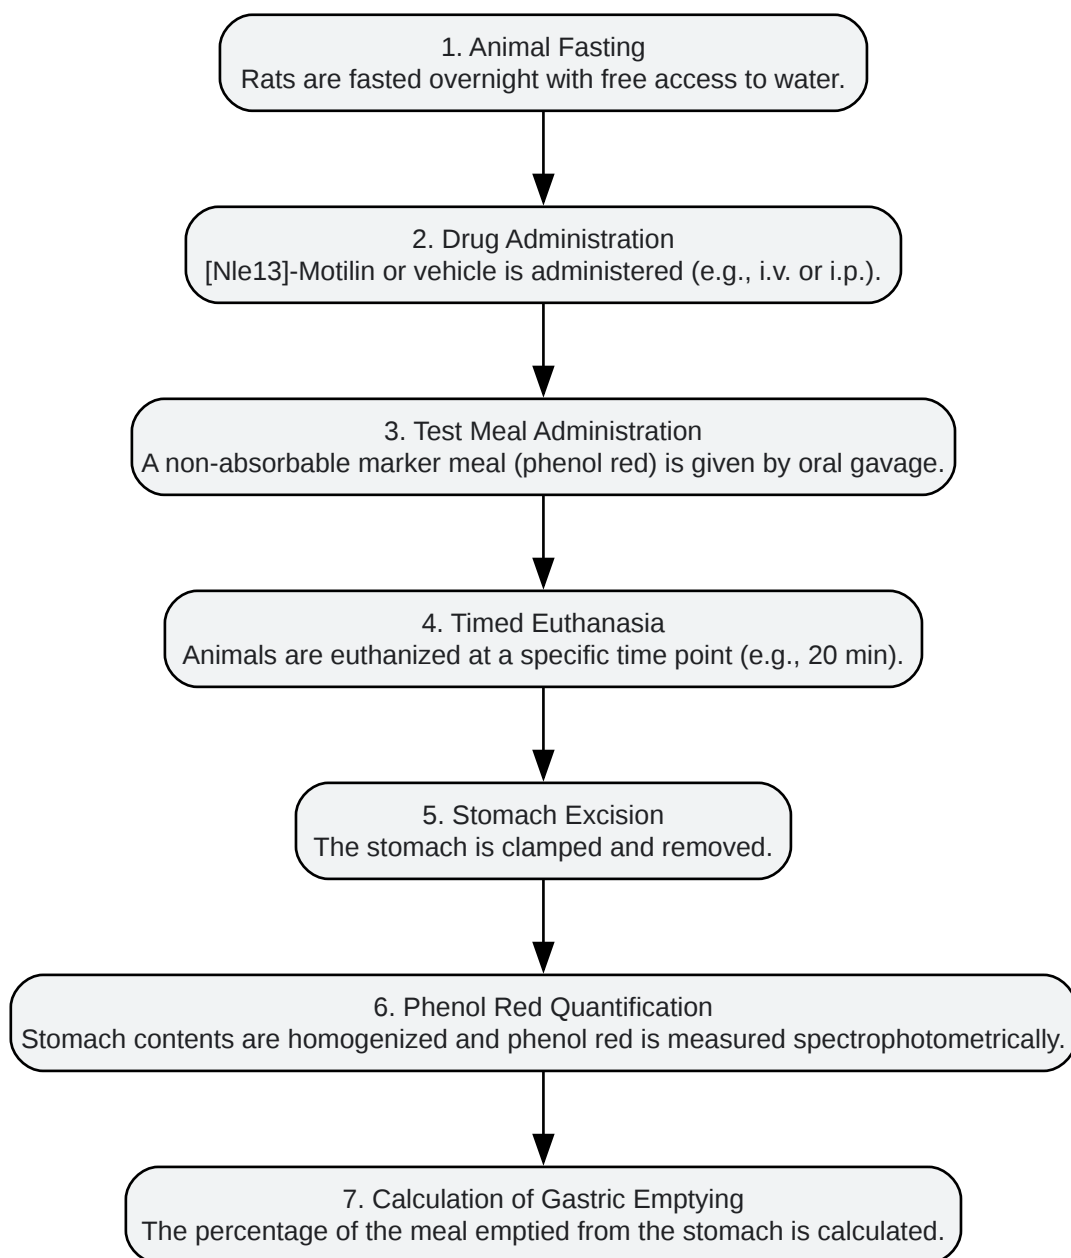 1. Animal Fasting
Rats are fasted overnight with free access to water.
2. Drug Administration
[Nle13]-Motilin or vehicle is administered (e.g., i.v. or i.p.).
3. Test Meal Administration
A non-absorbable marker meal (phenol red) is given by oral gavage.
4. Timed Euthanasia
Animals are euthanized at a specific time point (e.g., 20 min).
5. Stomach Excision
The stomach is clamped and removed.
6. Phenol Red Quantification
Stomach contents are homogenized and phenol red is measured spectrophotometrically.
7. Calculation of Gastric Emptying
The percentage of the meal emptied from the stomach is calculated.